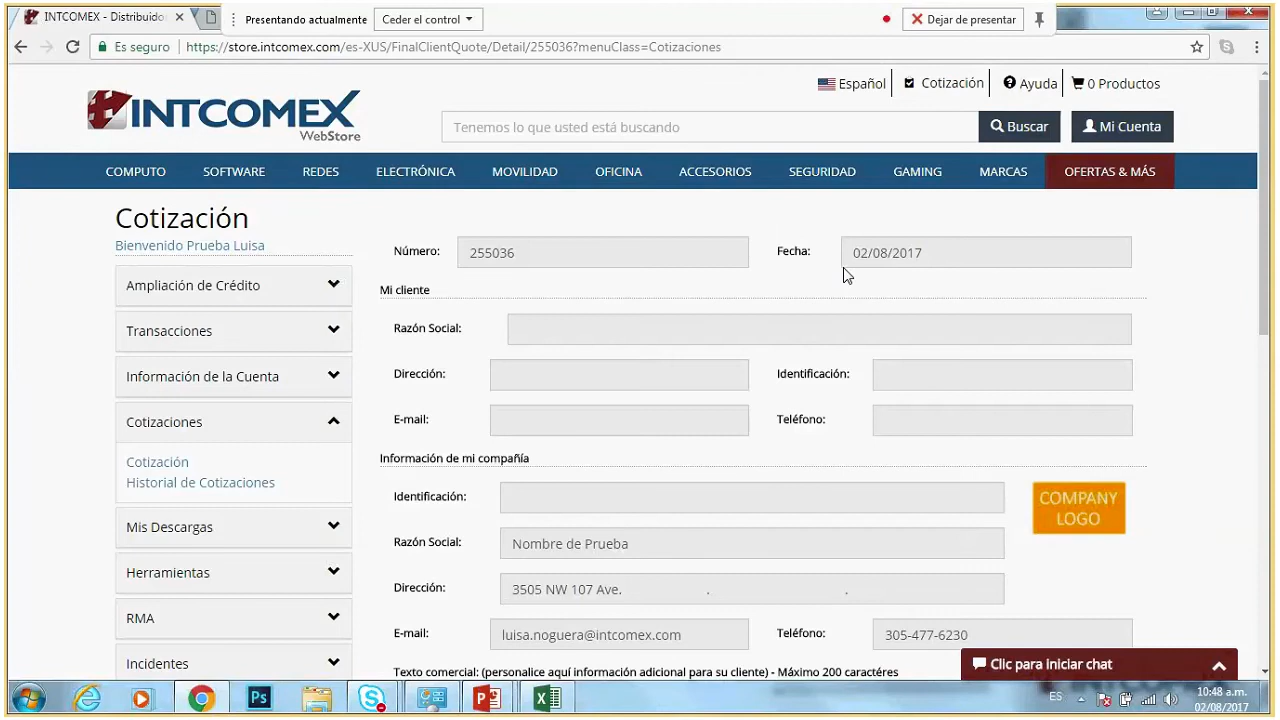 INTCOMEX - Distribuido
Presentando actualmente
Ceder el control
Dejar de presentar
Es seguro
https://store.intcomex.com/es-XUS/FinalClientQuote/Detail/255036?menuClass=Cotizaciones
Español
Cotización
Ayuda
0 Productos
INTCOMEX
WebStore
Tenemos lo que usted está buscando
Buscar
Mi Cuenta
COMPUTO
SOFTWARE
REDES
ELECTRÓNICA
MOVILIDAD
OFICINA
ACCESORIOS
SEGURIDAD
GAMING
MARCAS
OFERTAS & MÁS
Cotización
Bienvenido Prueba Luisa
Ampliación de Crédito
Transacciones
Información de la Cuenta
Cotizaciones
Cotización
Historial de Cotizaciones
Mis Descargas
Herramientas
RMA
Incidentes
Número: 255036
Fecha: 02/08/2017
Mi cliente
Razón Social:
Dirección:
Identificación:
E-mail:
Teléfono:
Información de mi compañía
Identificación:
COMPANY
LOGO
Razón Social: Nombre de Prueba
Dirección: 3505 NW 107 Ave. . .
E-mail: luisa.noguera@intcomex.com
Teléfono: 305-477-6230
Texto comercial: (personalice aquí información adicional para su cliente) - Máximo 200 caractéres
Clic para iniciar chat
Ps
ES
10:48 a.m.
02/08/2017